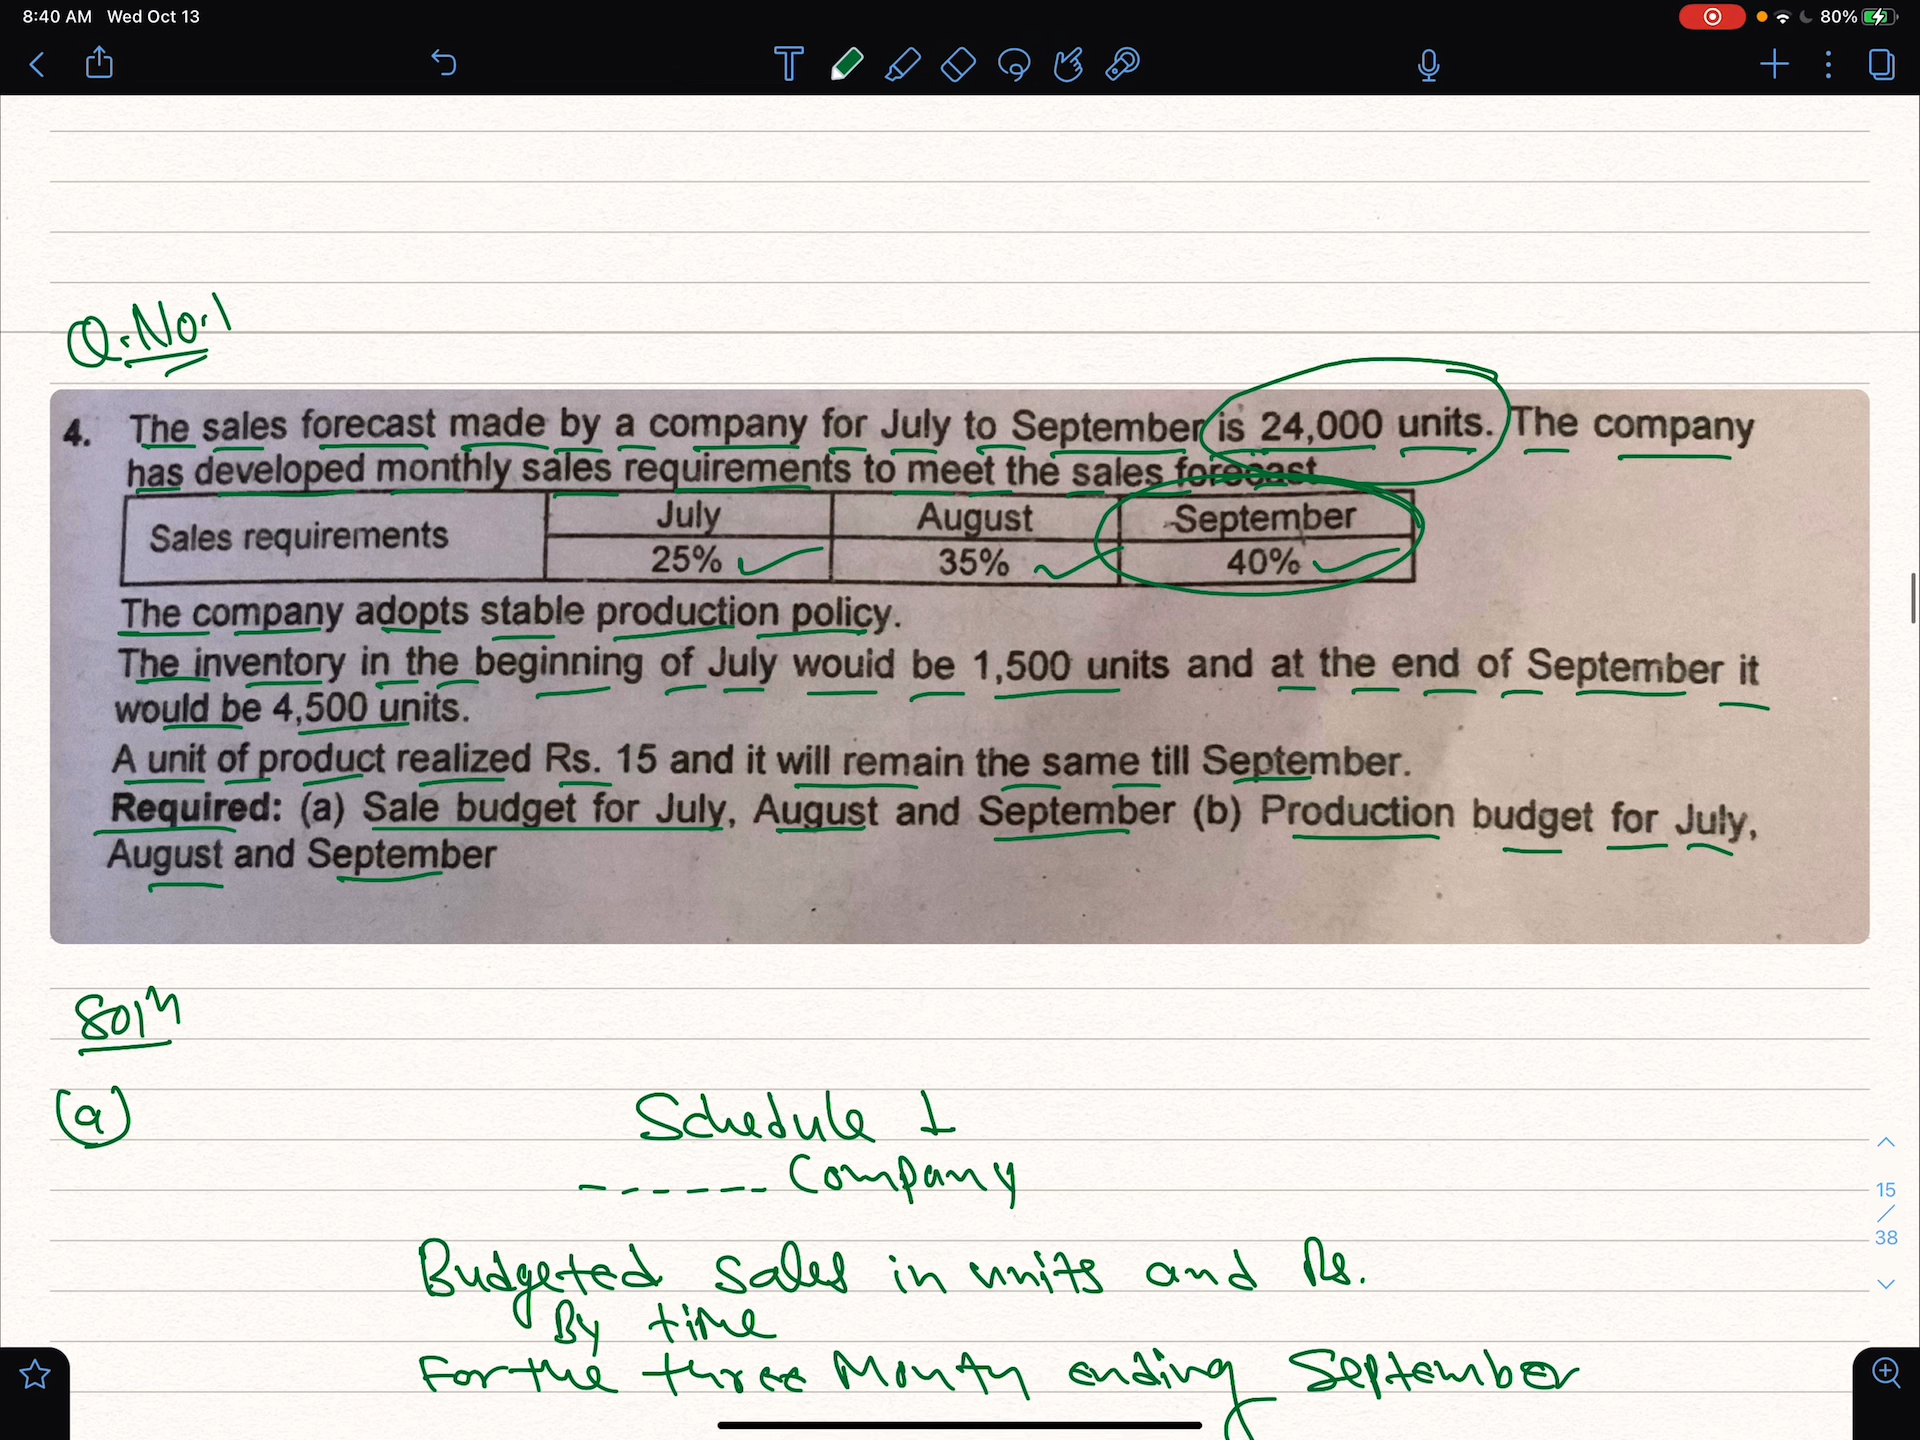 8:40 AM Wed Oct 13
80%
Q.No.1
4. The sales forecast made by a company for July to September is 24,000 units. The company
has developed monthly sales requirements to meet the sales forecast.
Sales requirements July August September
25% 35% 40%
The company adopts stable production policy.
The inventory in the beginning of July would be 1,500 units and at the end of September it
would be 4,500 units.
A unit of product realized Rs. 15 and it will remain the same till September.
Required: (a) Sale budget for July, August and September (b) Production budget for July,
August and September
Solⁿ
(a) Schedule 1
------- Company
Budgeted sales in units and Rs.
By time
For the three Month ending September
15
/
38